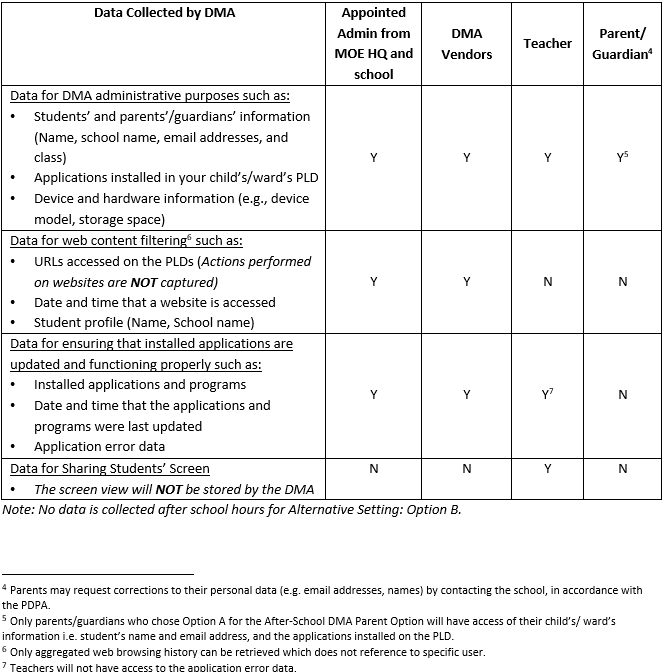 Data Collected by DMA
Appointed Admin from MOE HQ and school
DMA Vendors
Teacher
Parent/ Guardian⁴
Data for DMA administrative purposes such as:
• Students' and parents'/guardians' information
(Name, school name, email addresses, and
class)
• Applications installed in your child's/ward's PLD
• Device and hardware information (e.g., device
model, storage space)
Y Y Y Y⁵
Data for web content filtering⁶ such as:
• URLs accessed on the PLDs (Actions performed
on websites are NOT captured)
• Date and time that a website is accessed
• Student profile (Name, School name)
Y Y N N
Data for ensuring that installed applications are
updated and functioning properly such as:
• Installed applications and programs
• Date and time that the applications and
programs were last updated
• Application error data
Y Y Y⁷ N
Data for Sharing Students' Screen
• The screen view will NOT be stored by the DMA
N N Y N
Note: No data is collected after school hours for Alternative Setting: Option B.
⁴ Parents may request corrections to their personal data (e.g. email addresses, names) by contacting the school, in accordance with
the PDPA.
⁵ Only parents/guardians who chose Option A for the After-School DMA Parent Option will have access of their child's/ ward's
information i.e. student's name and email address, and the applications installed on the PLD.
⁶ Only aggregated web browsing history can be retrieved which does not reference to specific user.
⁷ Teachers will not have access to the application error data.